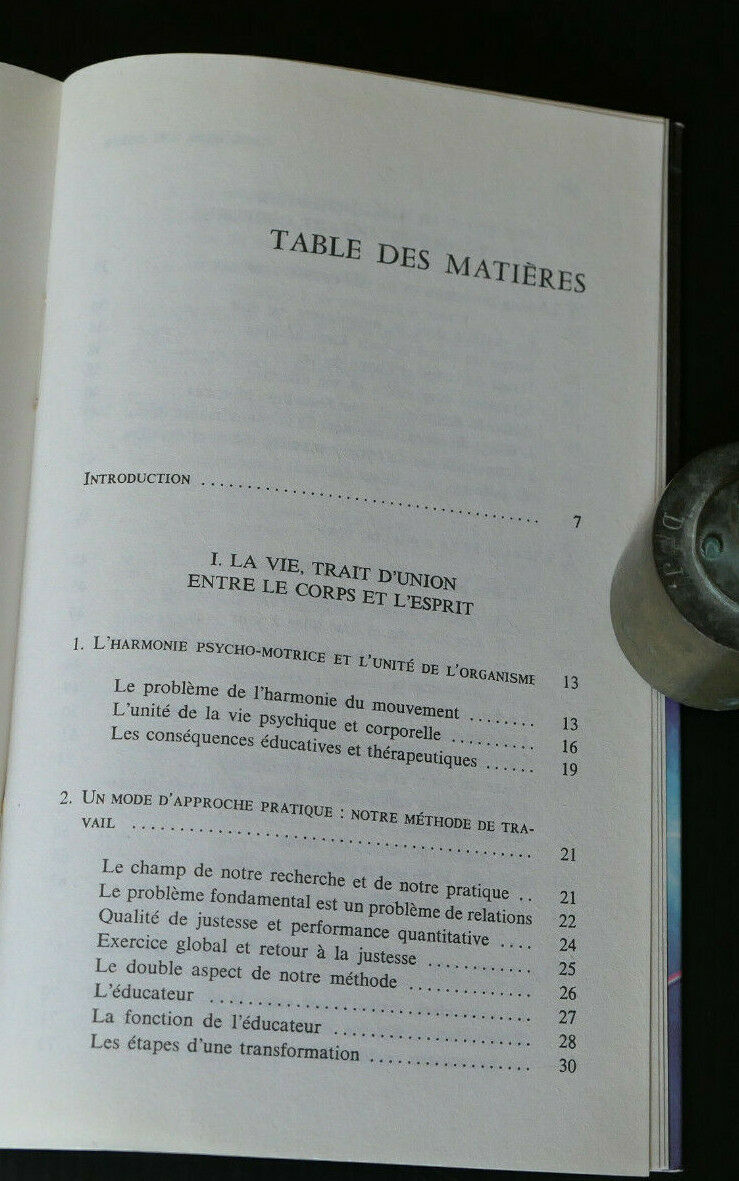 TABLE DES MATIÈRES
INTRODUCTION ........................................ 7
I. LA VIE, TRAIT D'UNION
ENTRE LE CORPS ET L'ESPRIT
1. L'HARMONIE PSYCHO-MOTRICE ET L'UNITÉ DE L'ORGANISME 13
Le problème de l'harmonie du mouvement ........ 13
L'unité de la vie psychique et corporelle .......... 16
Les conséquences éducatives et thérapeutiques ...... 19
2. UN MODE D'APPROCHE PRATIQUE : NOTRE MÉTHODE DE TRA-
VAIL ........................................... 21
Le champ de notre recherche et de notre pratique .. 21
Le problème fondamental est un problème de relations 22
Qualité de justesse et performance quantitative .... 24
Exercice global et retour à la justesse ............ 25
Le double aspect de notre méthode .............. 26
L'éducateur .................................... 27
La fonction de l'éducateur ...................... 28
Les étapes d'une transformation .................. 30